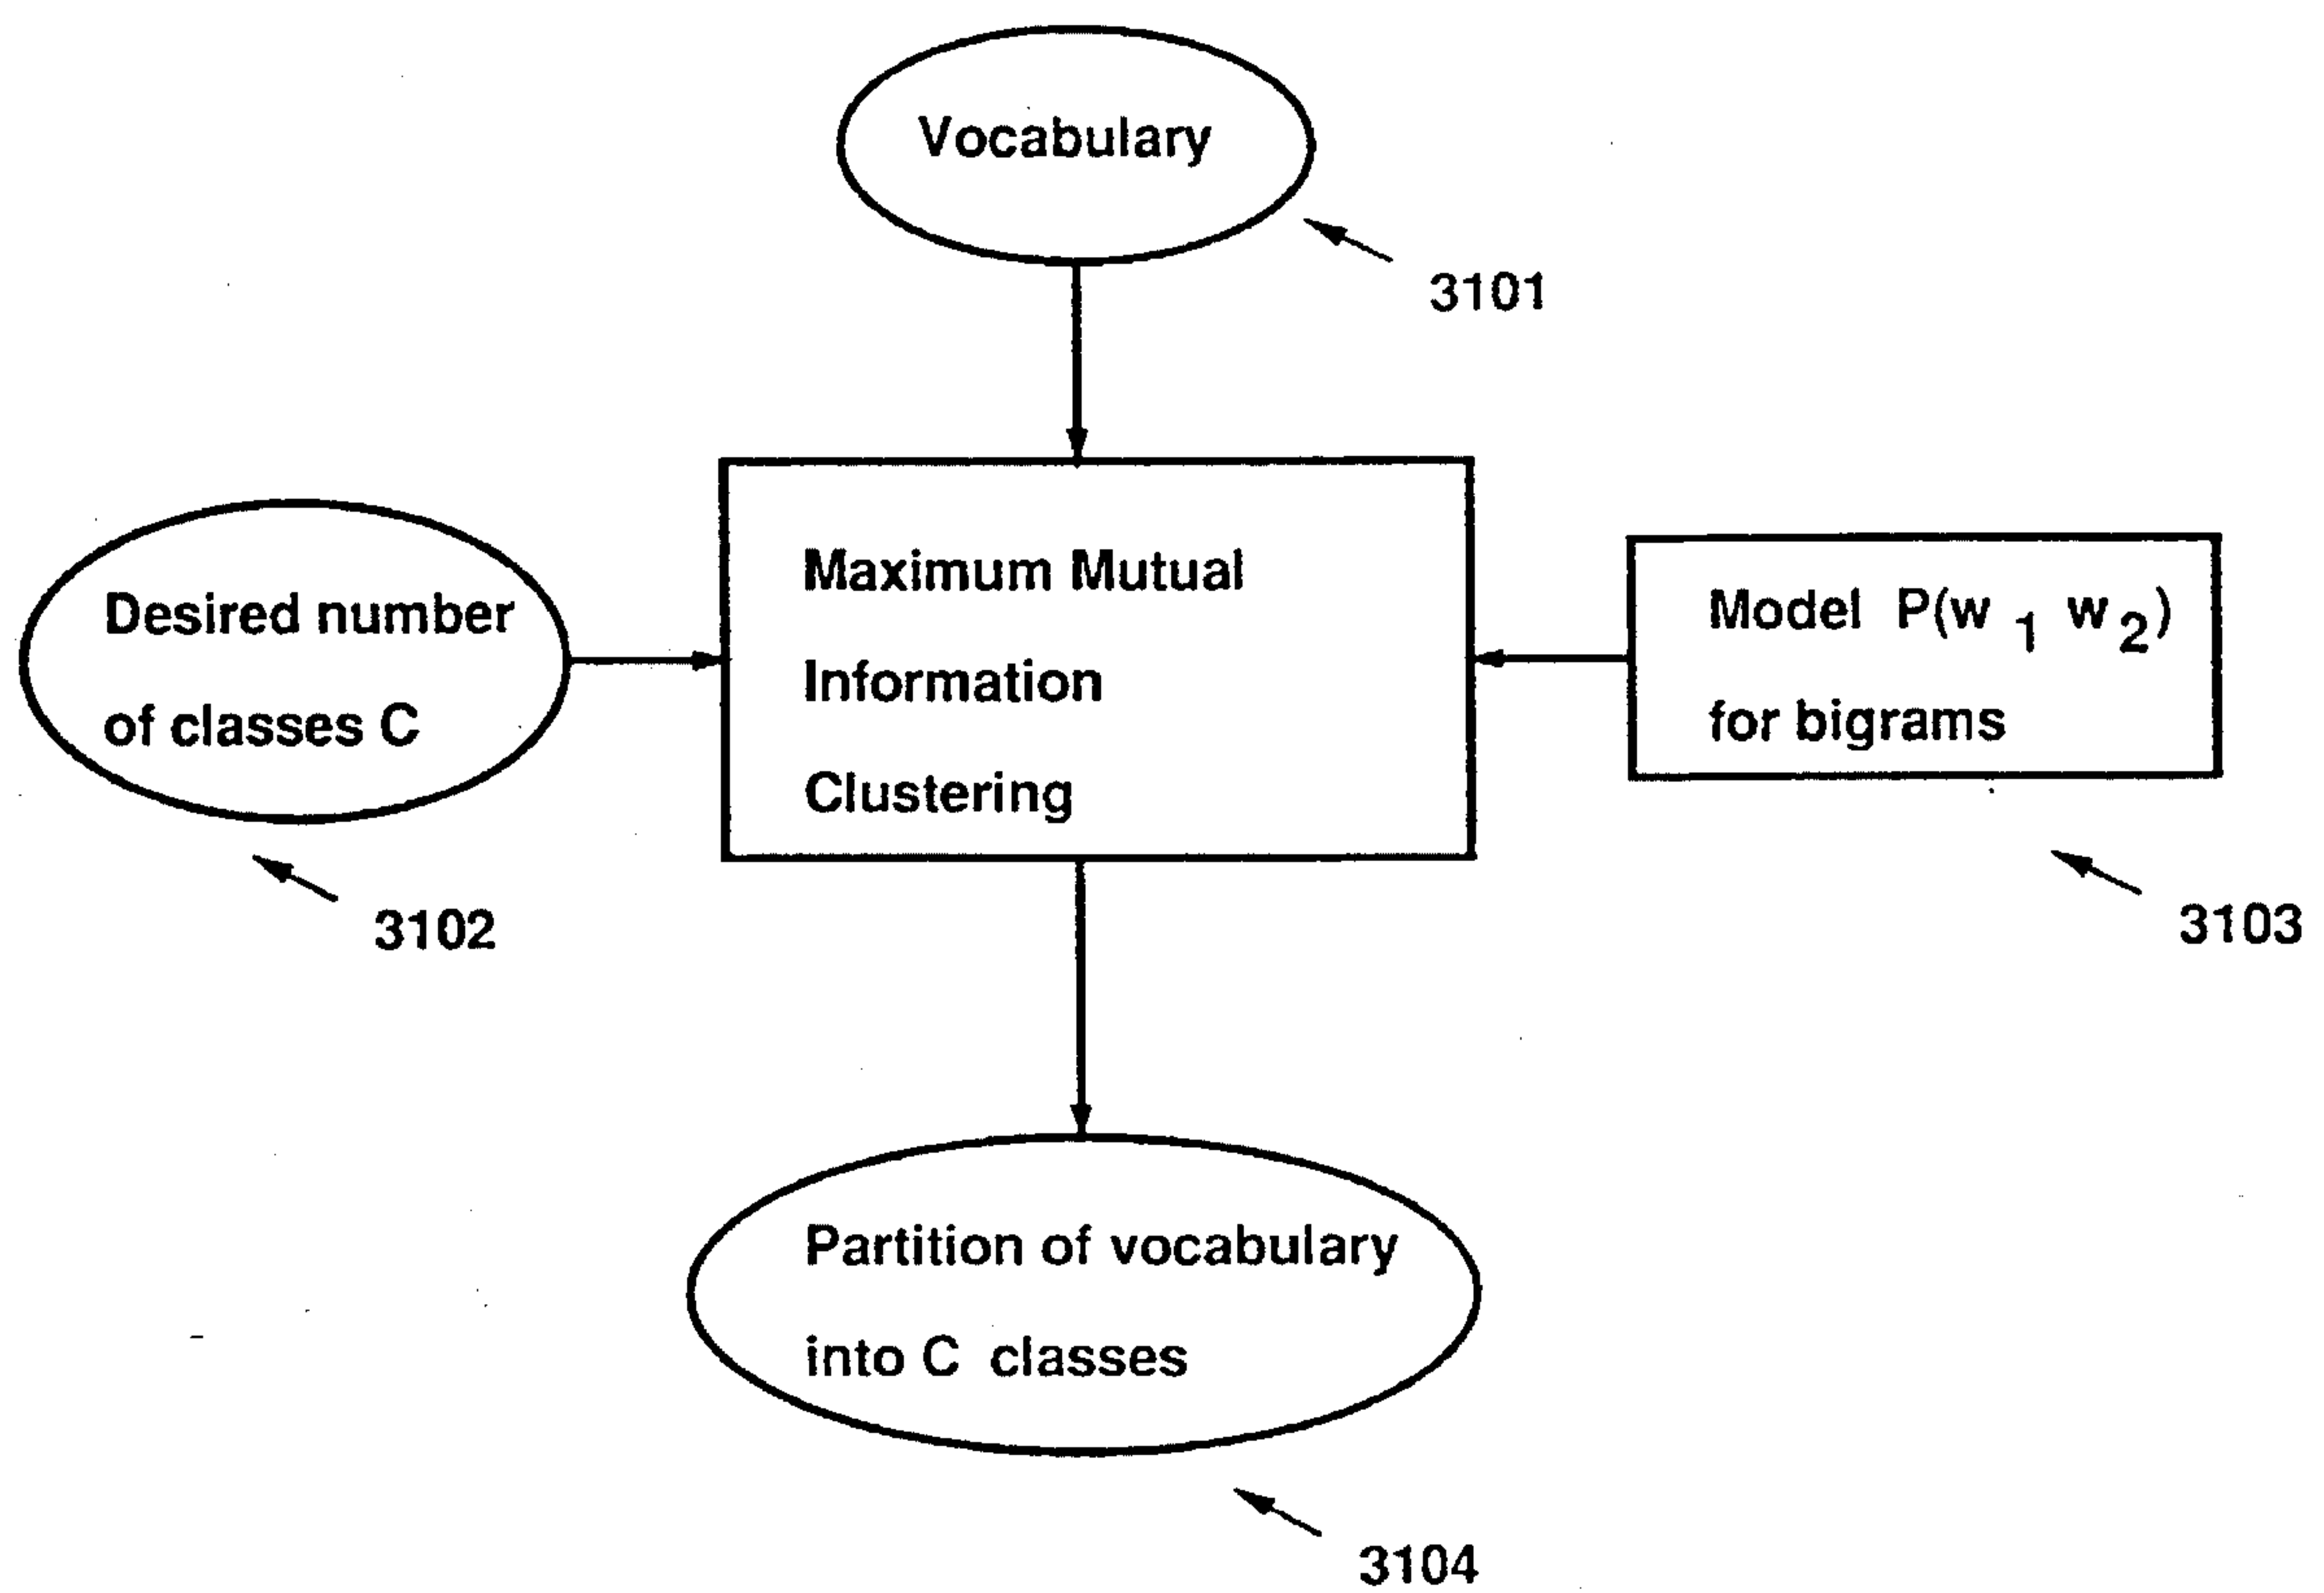 Vocabulary
3101
Desired number
of classes C
3102
Maximum Mutual
Information
Clustering
Model P(w 1 w 2)
for bigrams
3103
Partition of vocabulary
into C classes
3104